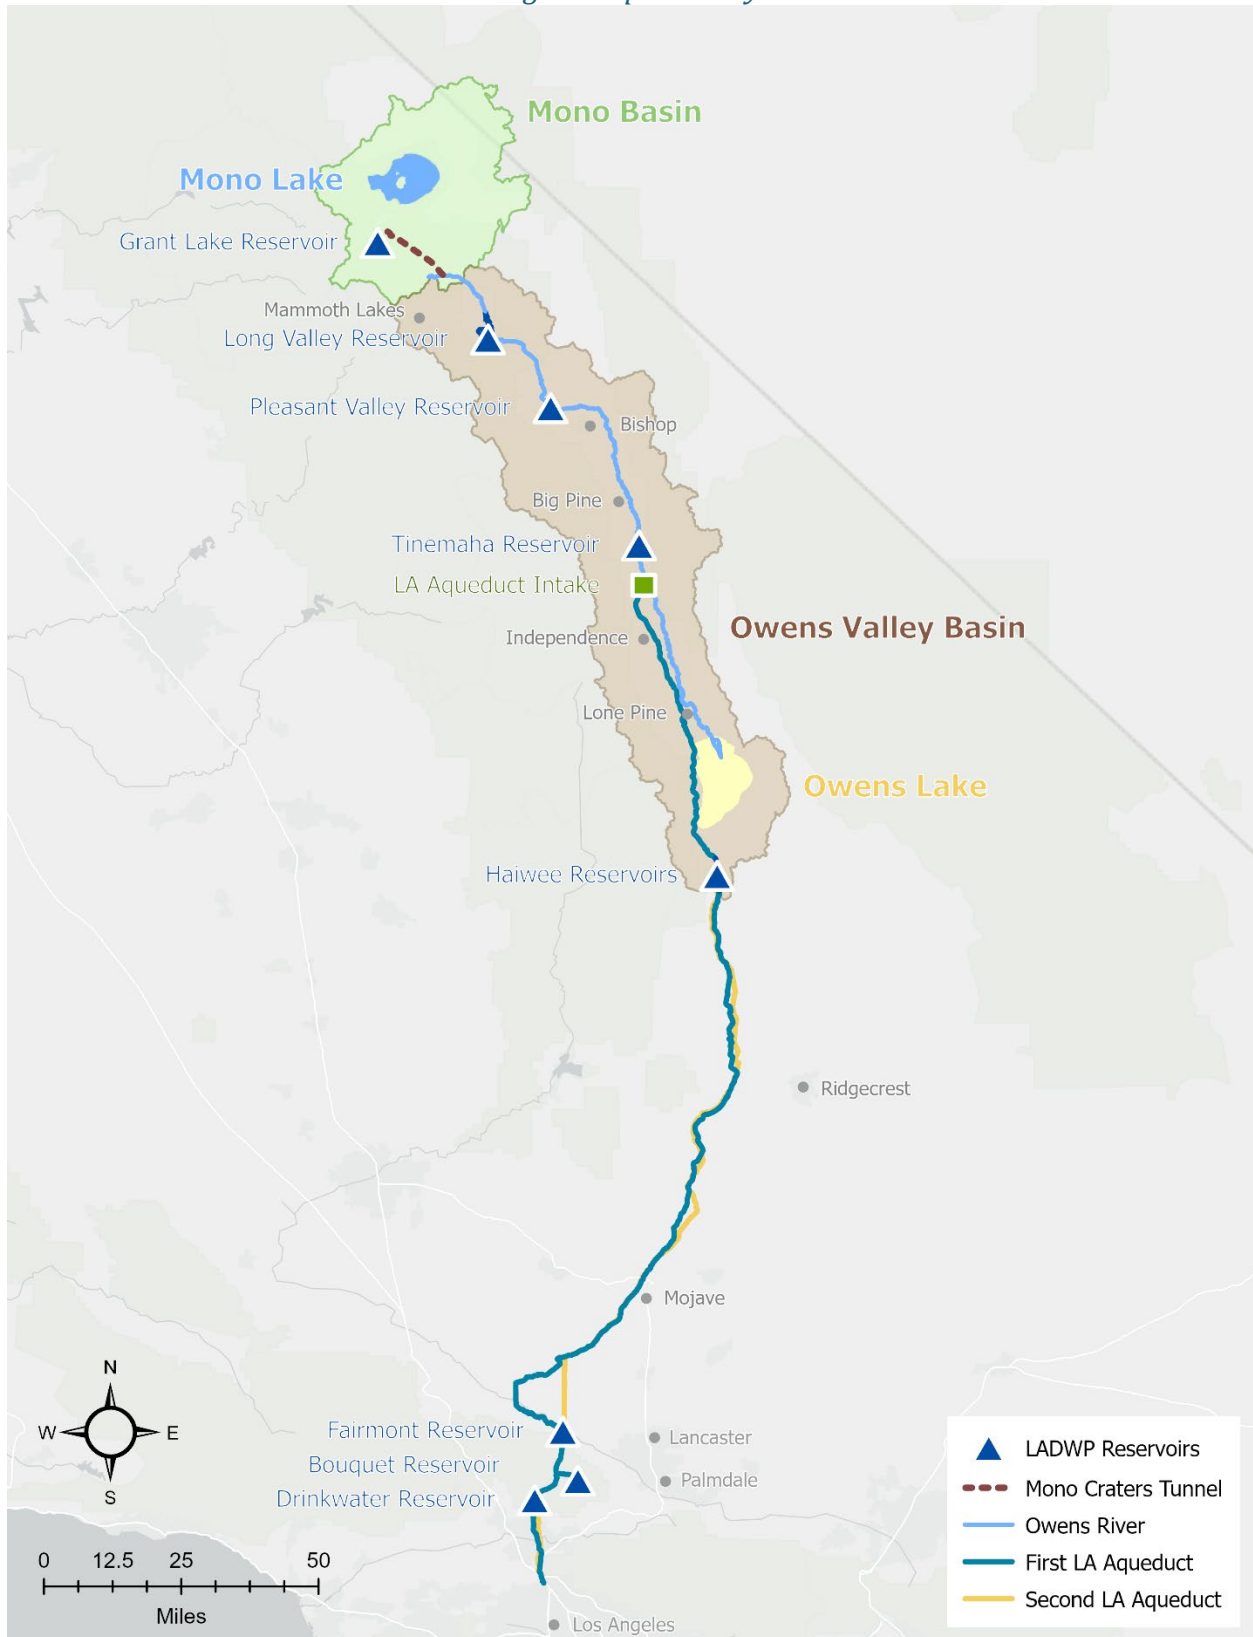 Mono Basin
Mono Lake
Grant Lake Reservoir
Mammoth Lakes
Long Valley Reservoir
Pleasant Valley Reservoir
Bishop
Big Pine
Tinemaha Reservoir
LA Aqueduct Intake
Owens Valley Basin
Independence
Lone Pine
Owens Lake
Haiwee Reservoirs
Ridgecrest
Mojave
N
W E
S
Fairmont Reservoir
Lancaster
Bouquet Reservoir
Palmdale
Drinkwater Reservoir
LADWP Reservoirs
Mono Craters Tunnel
Owens River
First LA Aqueduct
Second LA Aqueduct
0 12.5 25 50
Miles
Los Angeles